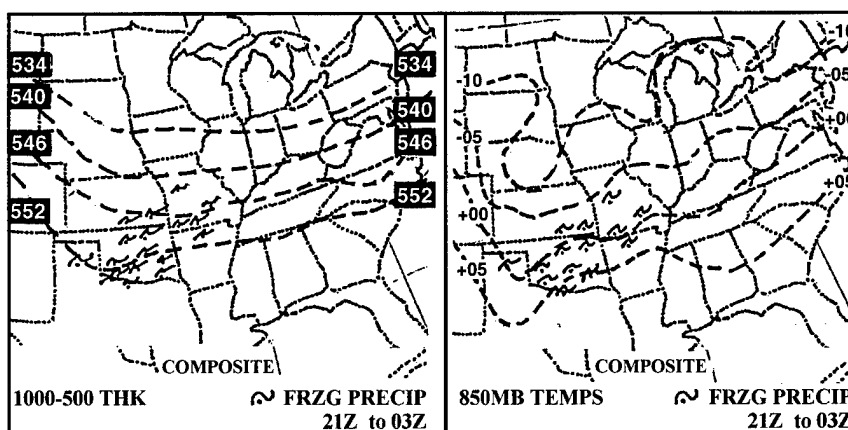 534
540
546
552
534
540
546
552
COMPOSITE
1000-500 THK
FRZG PRECIP
21Z to 03Z
-10
-05
+00
+05
-10
-05
+00
+05
COMPOSITE
850MB TEMPS
FRZG PRECIP
21Z to 03Z